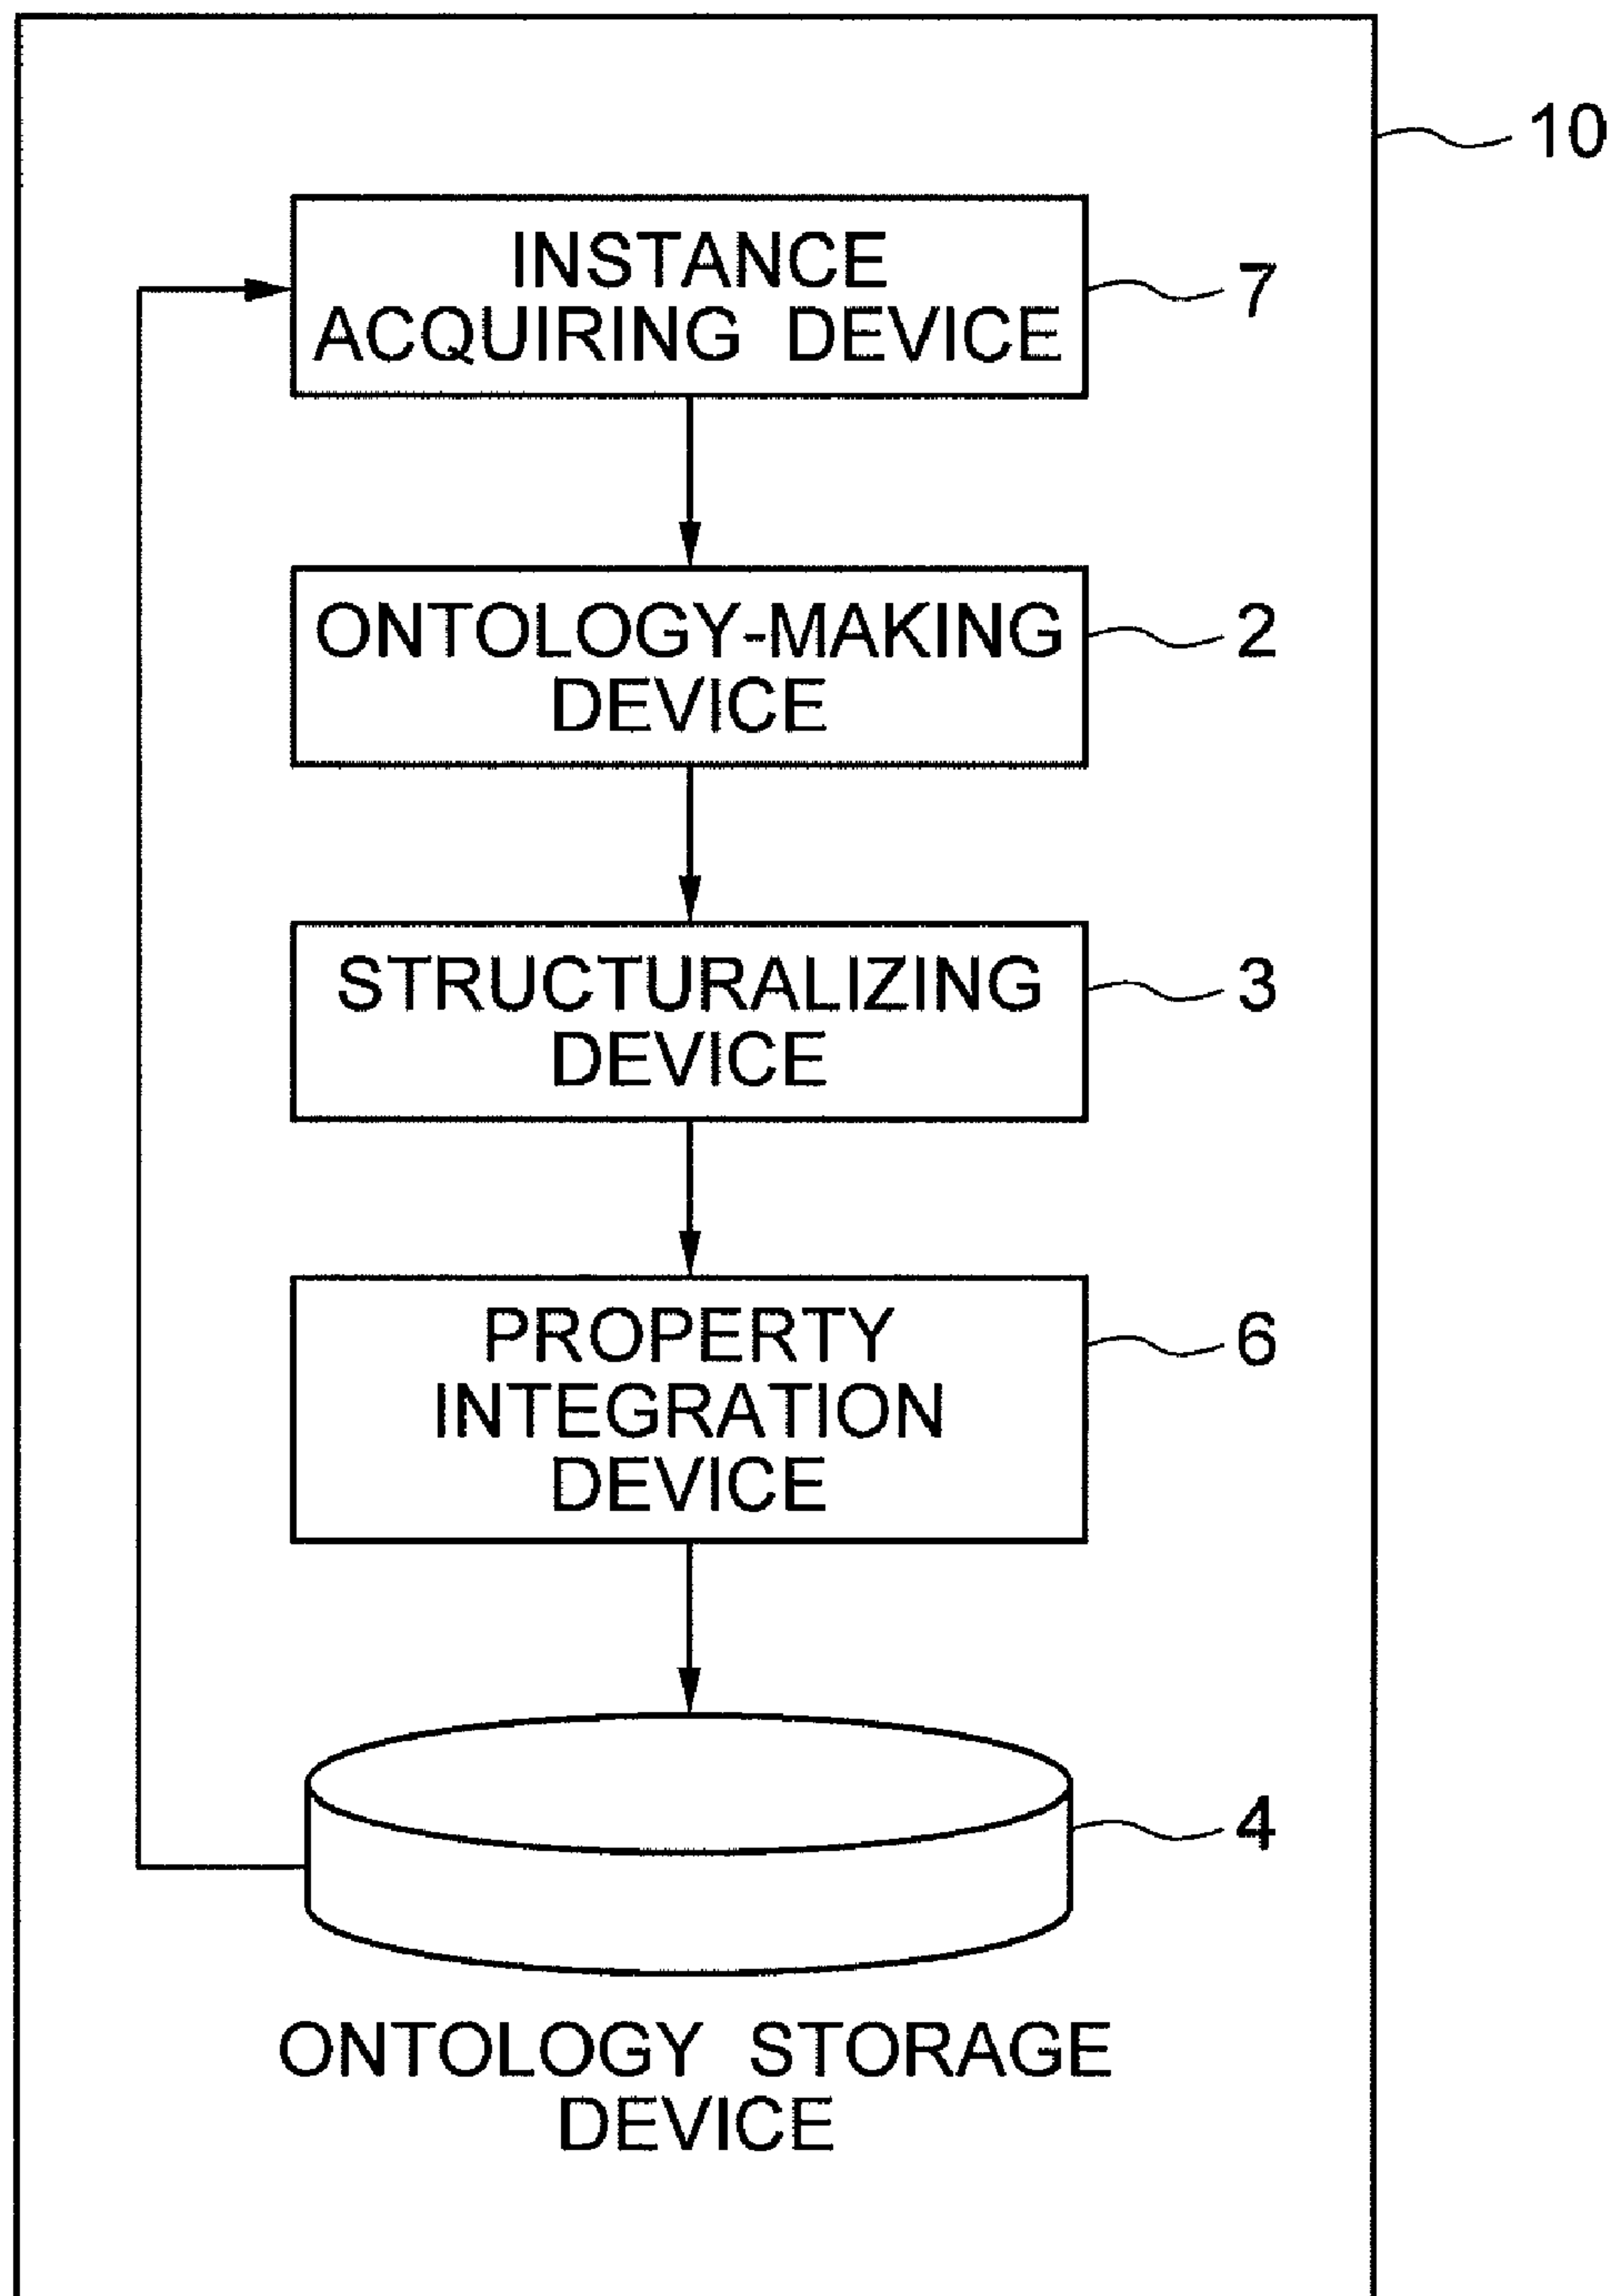 10
INSTANCE
ACQUIRING DEVICE
7
ONTOLOGY-MAKING
DEVICE
2
STRUCTURALIZING
DEVICE
3
PROPERTY
INTEGRATION
DEVICE
6
4
ONTOLOGY STORAGE
DEVICE